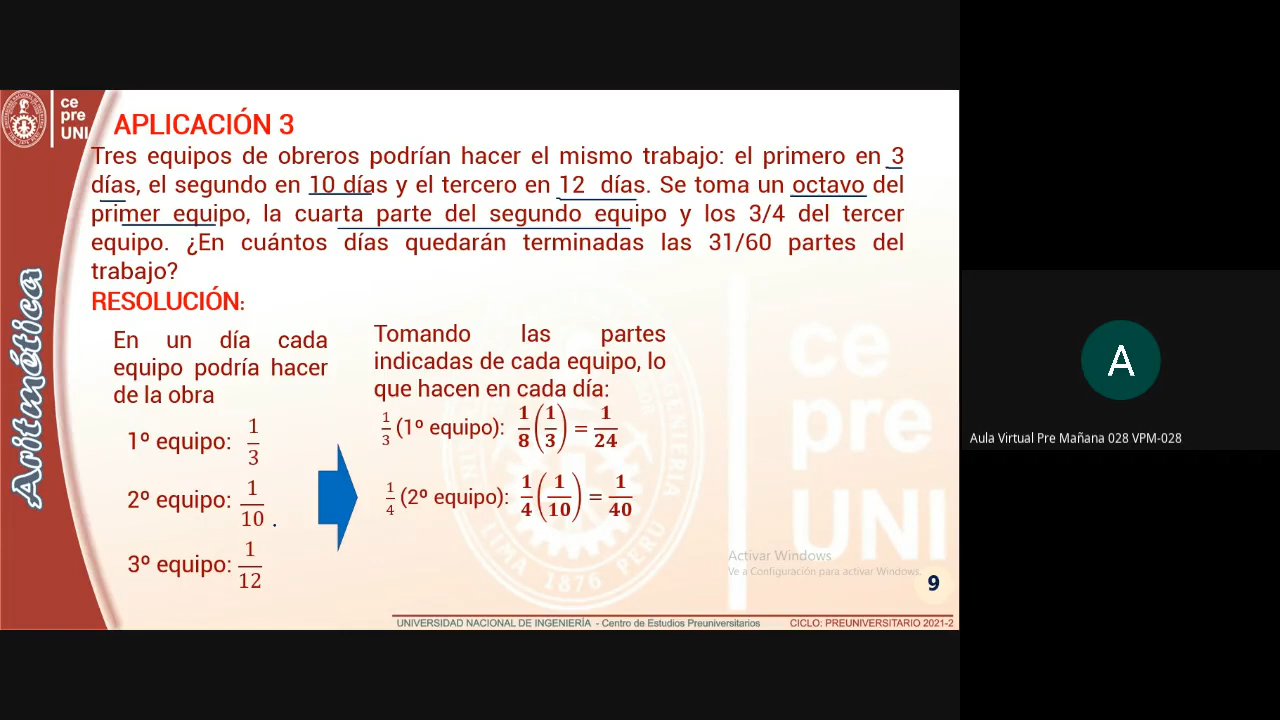 ce
pre
UNI
APLICACIÓN 3
Tres equipos de obreros podrían hacer el mismo trabajo: el primero en 3
días, el segundo en 10 días y el tercero en 12 días. Se toma un octavo del
primer equipo, la cuarta parte del segundo equipo y los 3/4 del tercer
equipo. ¿En cuántos días quedarán terminadas las 31/60 partes del
trabajo?
RESOLUCIÓN:
En un día cada
equipo podría hacer
de la obra
1º equipo: 1/3
2º equipo: 1/10
3º equipo: 1/12
Tomando las partes
indicadas de cada equipo, lo
que hacen en cada día:
1/3 (1º equipo): 1/8 (1/3) = 1/24
1/4 (2º equipo): 1/4 (1/10) = 1/40
Aritmética
ce
pre
UNI
LIMA 1876 PERU
Activar Windows
Ve a Configuración para activar Windows.
9
UNIVERSIDAD NACIONAL DE INGENIERÍA - Centro de Estudios Preuniversitarios
CICLO: PREUNIVERSITARIO 2021-2
A
Aula Virtual Pre Mañana 028 VPM-028